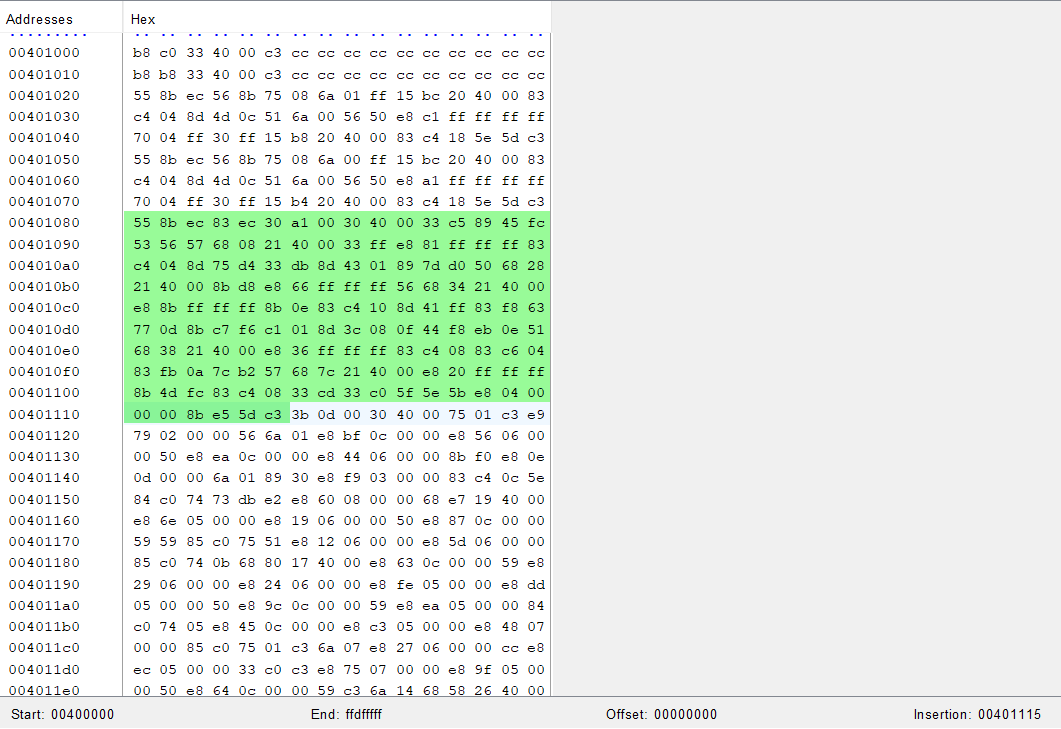 Addresses Hex
00401000 b8 c0 33 40 00 c3 cc cc cc cc cc cc cc cc cc cc
00401010 b8 b8 33 40 00 c3 cc cc cc cc cc cc cc cc cc cc
00401020 55 8b ec 56 8b 75 08 6a 01 ff 15 bc 20 40 00 83
00401030 c4 04 8d 4d 0c 51 6a 00 56 50 e8 c1 ff ff ff ff
00401040 70 04 ff 30 ff 15 b8 20 40 00 83 c4 18 5e 5d c3
00401050 55 8b ec 56 8b 75 08 6a 00 ff 15 bc 20 40 00 83
00401060 c4 04 8d 4d 0c 51 6a 00 56 50 e8 a1 ff ff ff ff
00401070 70 04 ff 30 ff 15 b4 20 40 00 83 c4 18 5e 5d c3
00401080 55 8b ec 83 ec 30 a1 00 30 40 00 33 c5 89 45 fc
00401090 53 56 57 68 08 21 40 00 33 ff e8 81 ff ff ff 83
004010a0 c4 04 8d 75 d4 33 db 8d 43 01 89 7d d0 50 68 28
004010b0 21 40 00 8b d8 e8 66 ff ff ff 56 68 34 21 40 00
004010c0 e8 8b ff ff ff 8b 0e 83 c4 10 8d 41 ff 83 f8 63
004010d0 77 0d 8b c7 f6 c1 01 8d 3c 08 0f 44 f8 eb 0e 51
004010e0 68 38 21 40 00 e8 36 ff ff ff 83 c4 08 83 c6 04
004010f0 83 fb 0a 7c b2 57 68 7c 21 40 00 e8 20 ff ff ff
00401100 8b 4d fc 83 c4 08 33 cd 33 c0 5f 5e 5b e8 04 00
00401110 00 00 8b e5 5d c3 3b 0d 00 30 40 00 75 01 c3 e9
00401120 79 02 00 00 56 6a 01 e8 bf 0c 00 00 e8 56 06 00
00401130 00 50 e8 ea 0c 00 00 e8 44 06 00 00 8b f0 e8 0e
00401140 0d 00 00 6a 01 89 30 e8 f9 03 00 00 83 c4 0c 5e
00401150 84 c0 74 73 db e2 e8 60 08 00 00 68 e7 19 40 00
00401160 e8 6e 05 00 00 e8 19 06 00 00 50 e8 87 0c 00 00
00401170 59 59 85 c0 75 51 e8 12 06 00 00 e8 5d 06 00 00
00401180 85 c0 74 0b 68 80 17 40 00 e8 63 0c 00 00 59 e8
00401190 29 06 00 00 e8 24 06 00 00 e8 fe 05 00 00 e8 dd
004011a0 05 00 00 50 e8 9c 0c 00 00 59 e8 ea 05 00 00 84
004011b0 c0 74 05 e8 45 0c 00 00 e8 c3 05 00 00 e8 48 07
004011c0 00 00 85 c0 75 01 c3 6a 07 e8 27 06 00 00 cc e8
004011d0 ec 05 00 00 33 c0 c3 e8 75 07 00 00 e8 9f 05 00
004011e0 00 50 e8 64 0c 00 00 59 c3 6a 14 68 58 26 40 00
Start: 00400000 End: ffdfffff Offset: 00000000 Insertion: 00401115